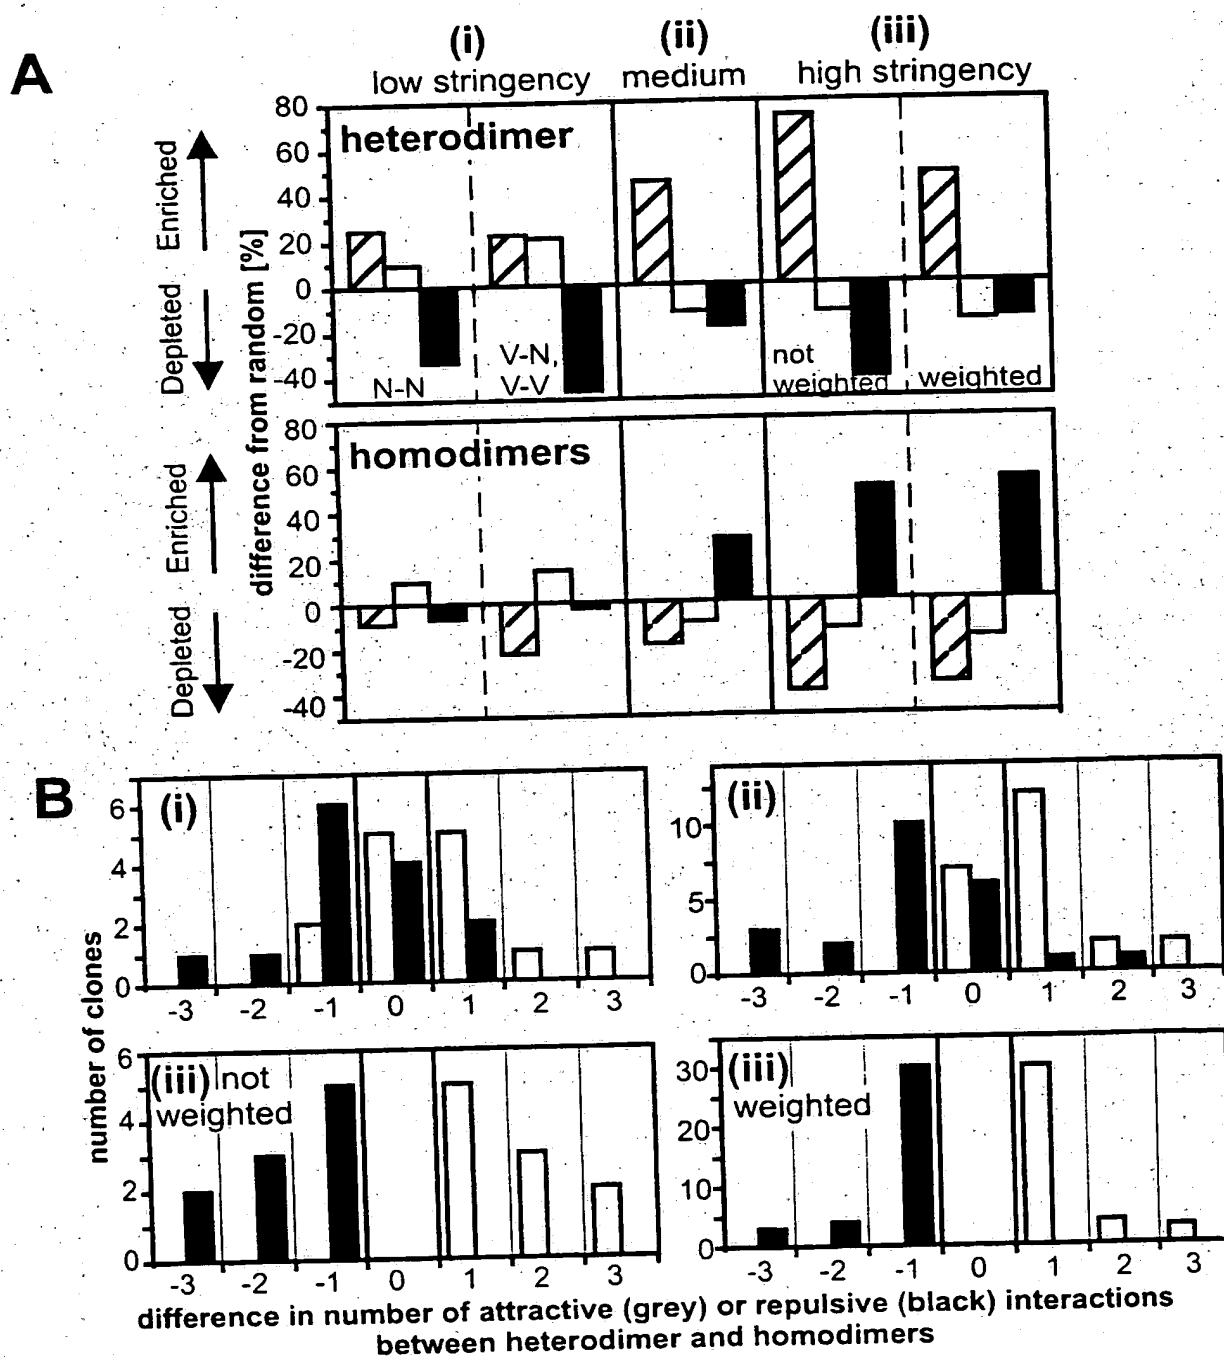 A
(i)
low stringency
(ii)
medium
(iii)
high stringency
Enriched
Depleted
difference from random [%]
80
60
40
20
0
-20
-40
heterodimer
N-N
V-N,
V-V
not
weighted
weighted
Enriched
Depleted
80
60
40
20
0
-20
-40
homodimers
B
number of clones
(i)
6
4
2
0
-3 -2 -1 0 1 2 3
(ii)
10
5
0
-3 -2 -1 0 1 2 3
(iii) not
weighted
6
4
2
0
-3 -2 -1 0 1 2 3
(iii)
weighted
30
20
10
0
-3 -2 -1 0 1 2 3
difference in number of attractive (grey) or repulsive (black) interactions
between heterodimer and homodimers